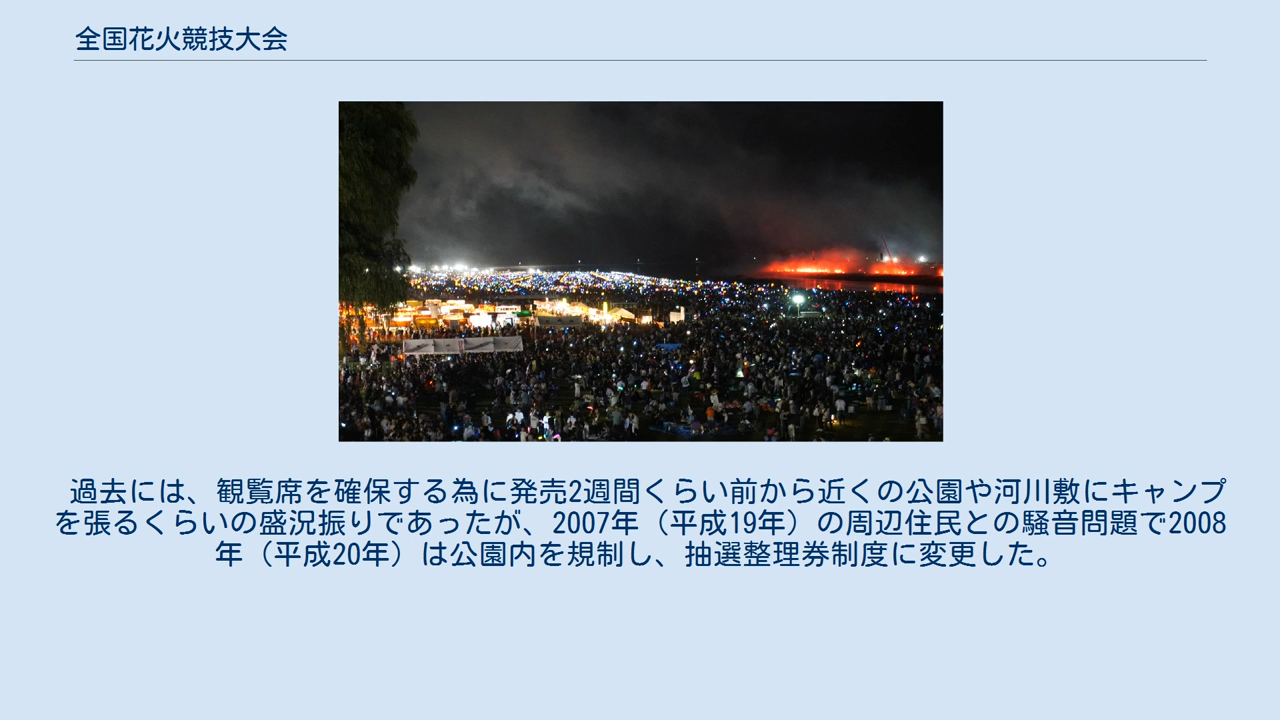 全国花火競技大会
過去には、観覧席を確保する為に発売2週間くらい前から近くの公園や河川敷にキャンプ
を張るくらいの盛況振りであったが、2007年（平成19年）の周辺住民との騒音問題で2008
年（平成20年）は公園内を規制し、抽選整理券制度に変更した。